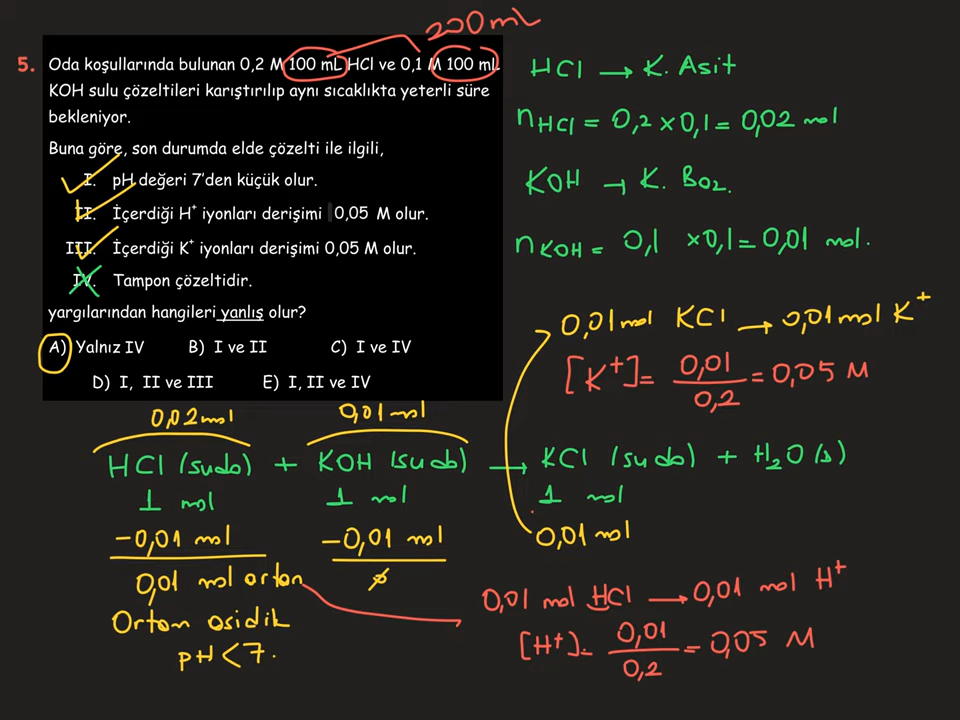 200mL
5. Oda koşullarında bulunan 0,2 M 100 mL HCl ve 0,1 M 100 mL
KOH sulu çözeltileri karıştırılıp aynı sıcaklıkta yeterli süre
bekleniyor.
Buna göre, son durumda elde çözelti ile ilgili,
I. pH değeri 7'den küçük olur.
II. İçerdiği H⁺ iyonları derişimi 0,05 M olur.
III. İçerdiği K⁺ iyonları derişimi 0,05 M olur.
IV. Tampon çözeltidir.
yargılarından hangileri yanlış olur?
A) Yalnız IV B) I ve II C) I ve IV
D) I, II ve III E) I, II ve IV
HCl → K. Asit
nHCl = 0,2 x 0,1 = 0,02 mol
KOH → K. Baz.
nKOH = 0,1 x 0,1 = 0,01 mol.
0,01 mol KCl → 0,01 mol K⁺
[K⁺] = 0,01 / 0,2 = 0,05 M
0,02 mol 0,01 mol
HCl (suda) + KOH (suda) → KCl (suda) + H₂O (s)
1 mol 1 mol 1 mol
-0,01 mol -0,01 mol 0,01 mol
0,01 mol artan ø
Ortam asidik
pH < 7.
0,01 mol HCl → 0,01 mol H⁺
[H⁺] = 0,01 / 0,2 = 0,05 M